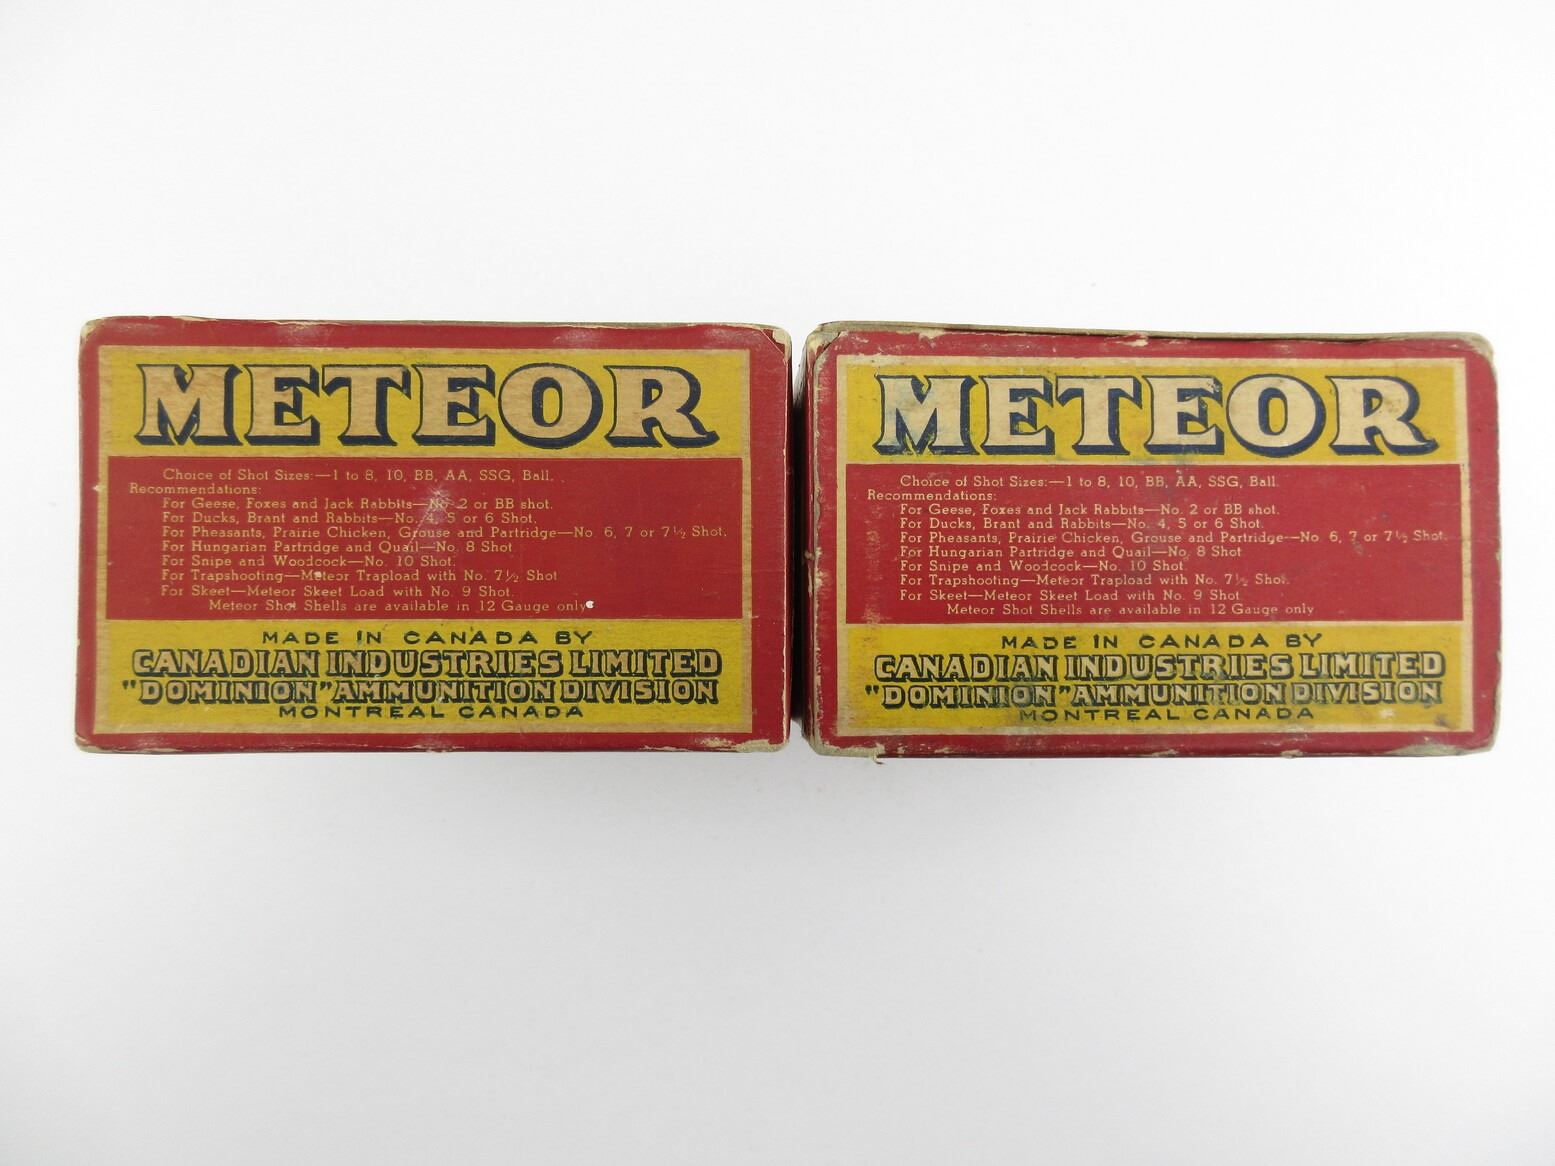 METEOR
Choice of Shot Sizes:—1 to 8, 10, BB, AA, SSG, Ball.
Recommendations:
For Geese, Foxes and Jack Rabbits—No. 2 or BB shot.
For Ducks, Brant and Rabbits—No. 4, 5 or 6 Shot.
For Pheasants, Prairie Chicken, Grouse and Partridge—No. 6, 7 or 7½ Shot.
For Hungarian Partridge and Quail—No. 8 Shot
For Snipe and Woodcock—No. 10 Shot.
For Trapshooting—Meteor Trapload with No. 7½ Shot
For Skeet—Meteor Skeet Load with No. 9 Shot.
Meteor Shot Shells are available in 12 Gauge only
MADE IN CANADA BY
CANADIAN INDUSTRIES LIMITED
"DOMINION" AMMUNITION DIVISION
MONTREAL CANADA
METEOR
Choice of Shot Sizes:—1 to 8, 10, BB, AA, SSG, Ball.
Recommendations:
For Geese, Foxes and Jack Rabbits—No. 2 or BB shot.
For Ducks, Brant and Rabbits—No. 4, 5 or 6 Shot.
For Pheasants, Prairie Chicken, Grouse and Partridge—No. 6, 7 or 7½ Shot.
For Hungarian Partridge and Quail—No. 8 Shot
For Snipe and Woodcock—No. 10 Shot.
For Trapshooting—Meteor Trapload with No. 7½ Shot.
For Skeet—Meteor Skeet Load with No. 9 Shot.
Meteor Shot Shells are available in 12 Gauge only
MADE IN CANADA BY
CANADIAN INDUSTRIES LIMITED
"DOMINION" AMMUNITION DIVISION
MONTREAL CANADA